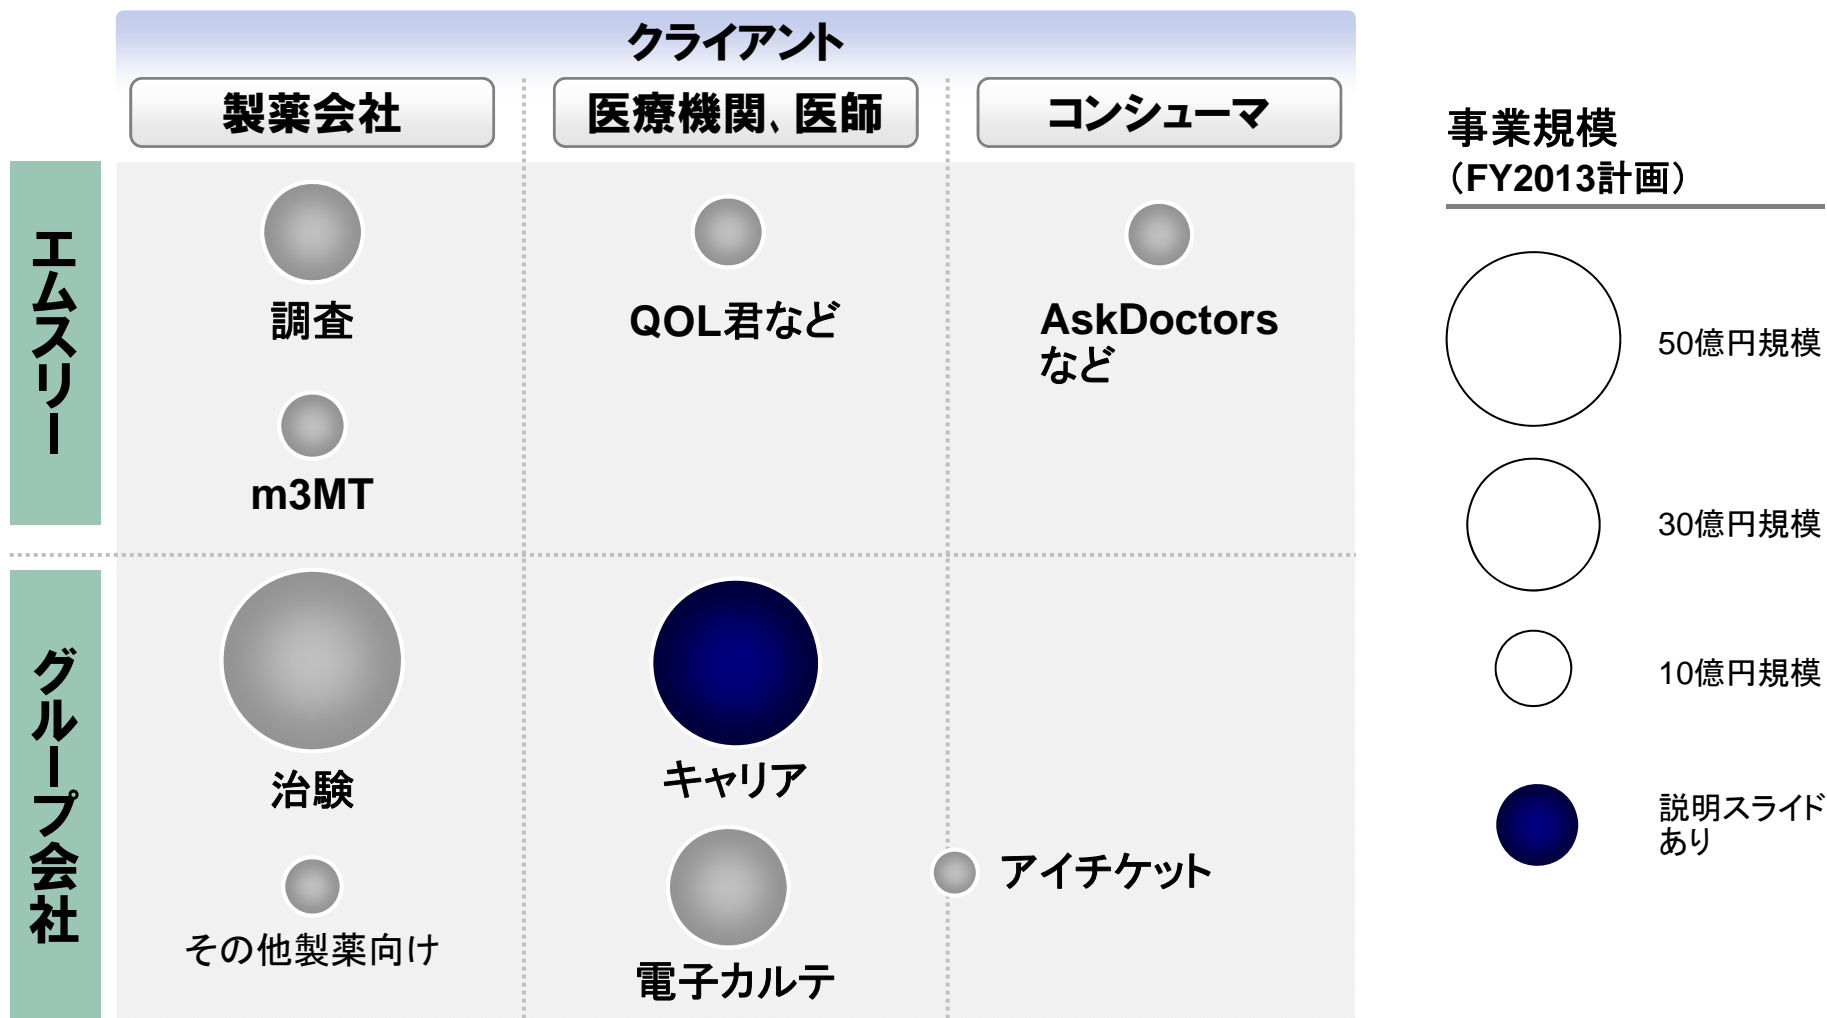 クライアント
製薬会社
医療機関、医師
コンシューマ
エムスリー
調査
QOL君など
AskDoctors
など
m3MT
グループ会社
治験
キャリア
その他製薬向け
電子カルテ
アイチケット
事業規模
（FY2013計画）
50億円規模
30億円規模
10億円規模
説明スライド
あり